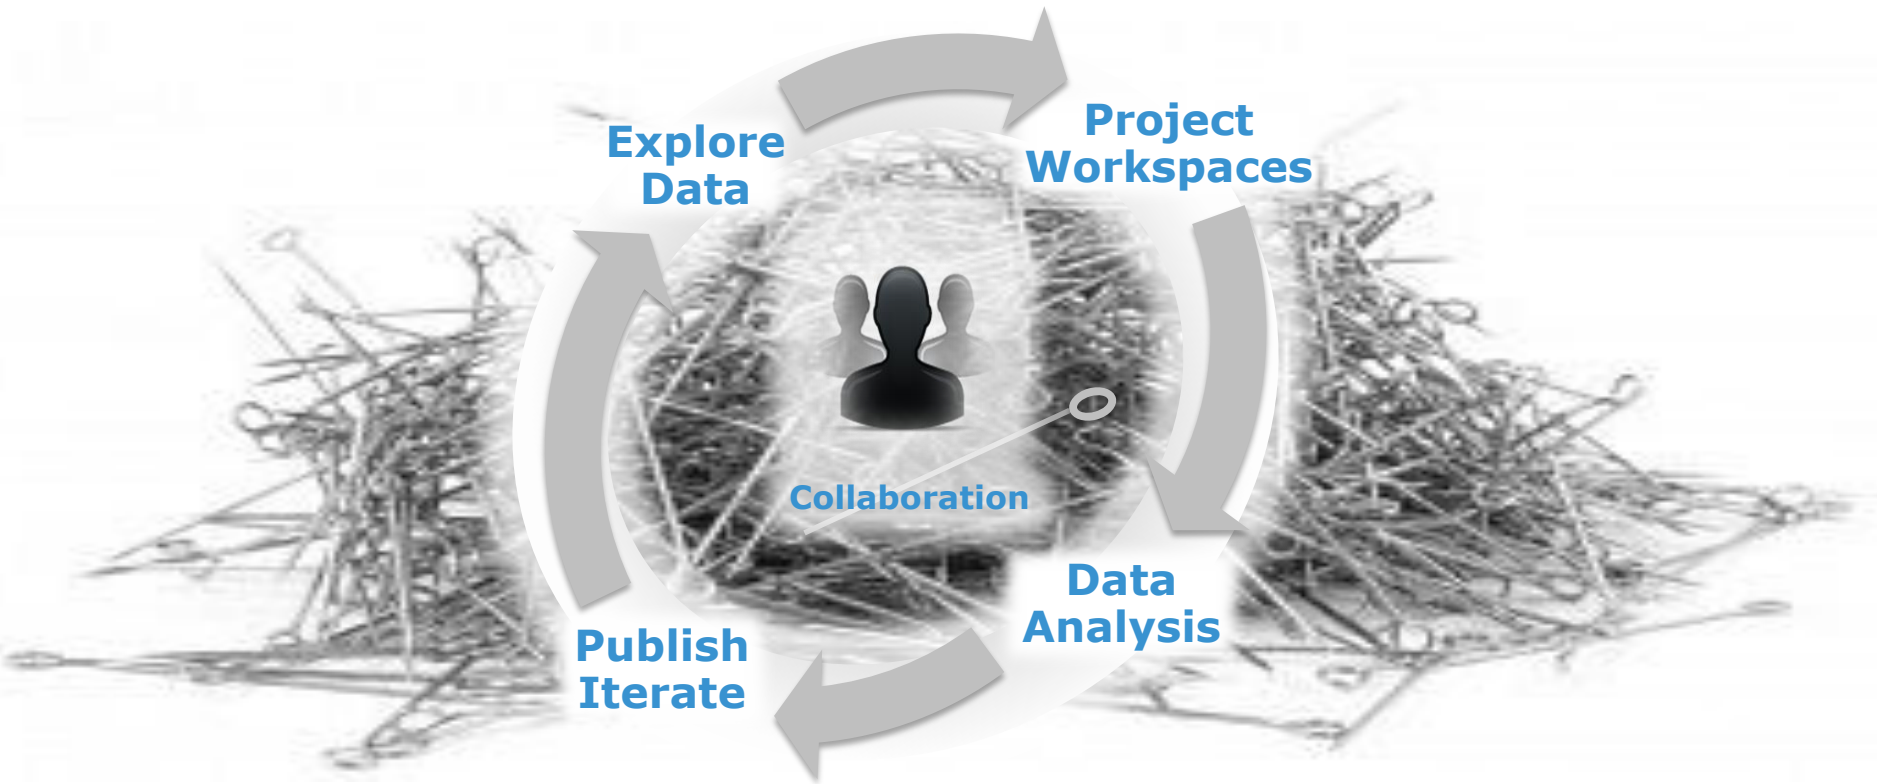 Explore
Data
Project
Workspaces
Collaboration
Data
Analysis
Publish
Iterate